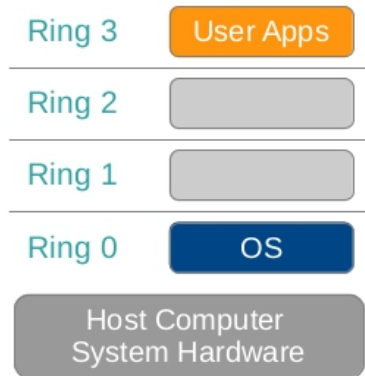 Ring 3 User Apps
Ring 2
Ring 1
Ring 0 OS
Host Computer
System Hardware